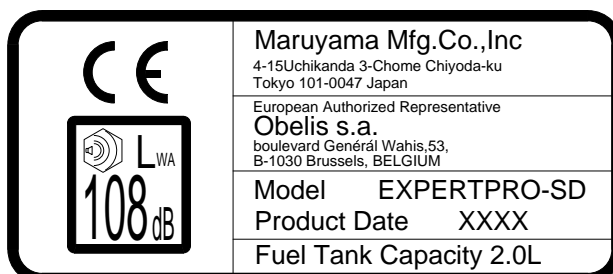 CE
LWA
108dB
Maruyama Mfg.Co.,Inc
4-15Uchikanda 3-Chome Chiyoda-ku
Tokyo 101-0047 Japan
European Authorized Representative
Obelis s.a.
boulevard Genérál Wahis,53,
B-1030 Brussels, BELGIUM
Model EXPERTPRO-SD
Product Date XXXX
Fuel Tank Capacity 2.0L